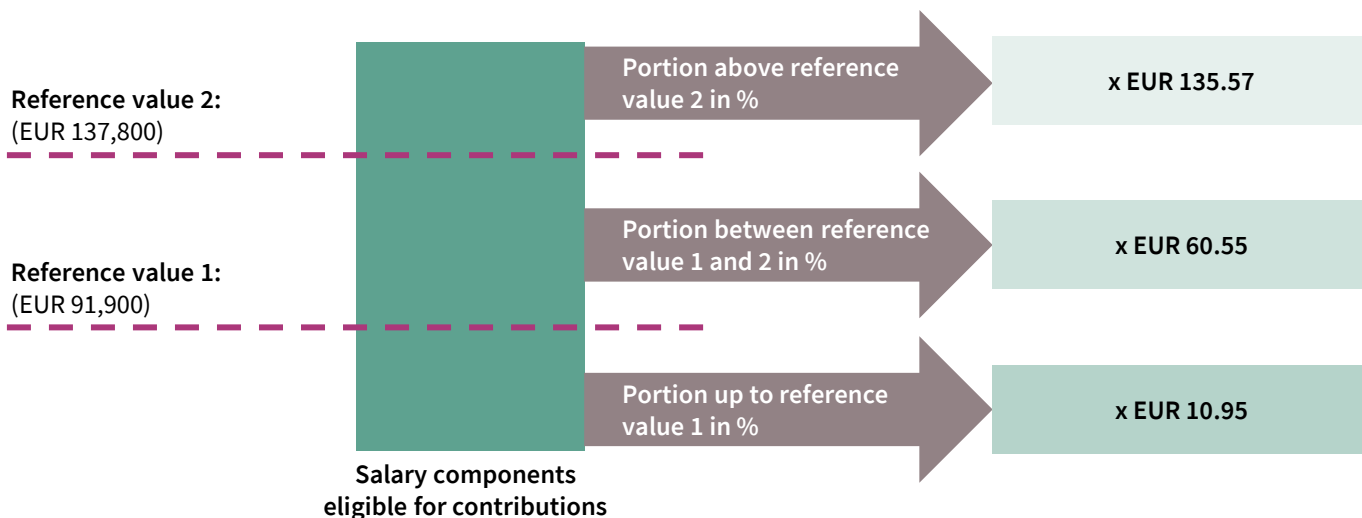 Portion above reference
value 2 in %
x EUR 135.57
Reference value 2:
(EUR 137,800)
Portion between reference
value 1 and 2 in %
x EUR 60.55
Reference value 1:
(EUR 91,900)
Portion up to reference
value 1 in %
x EUR 10.95
Salary components
eligible for contributions